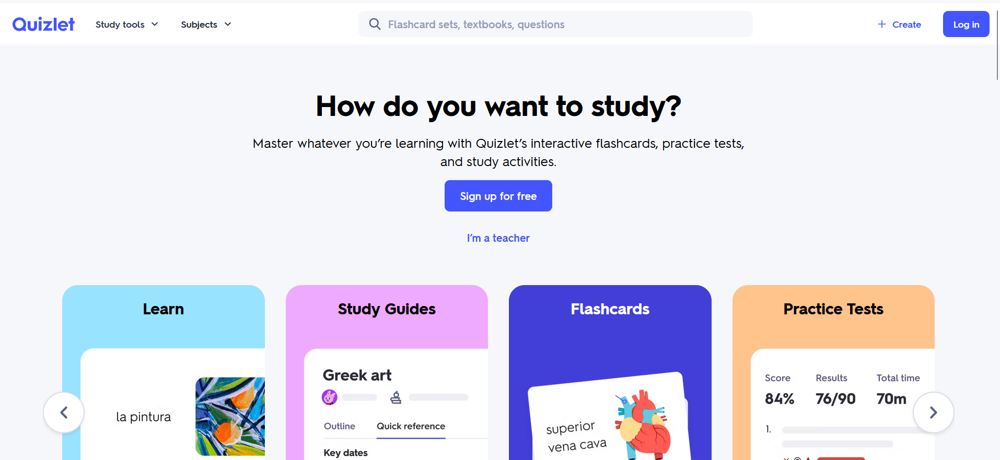 Quizlet
Study tools
Subjects
Flashcard sets, textbooks, questions
+ Create
Log in
How do you want to study?
Master whatever you’re learning with Quizlet’s interactive flashcards, practice tests,
and study activities.
Sign up for free
I’m a teacher
Learn
la pintura
Study Guides
Greek art
Outline
Quick reference
Key dates
Flashcards
superior
vena cava
Practice Tests
Score Results Total time
84% 76/90 70m
1.